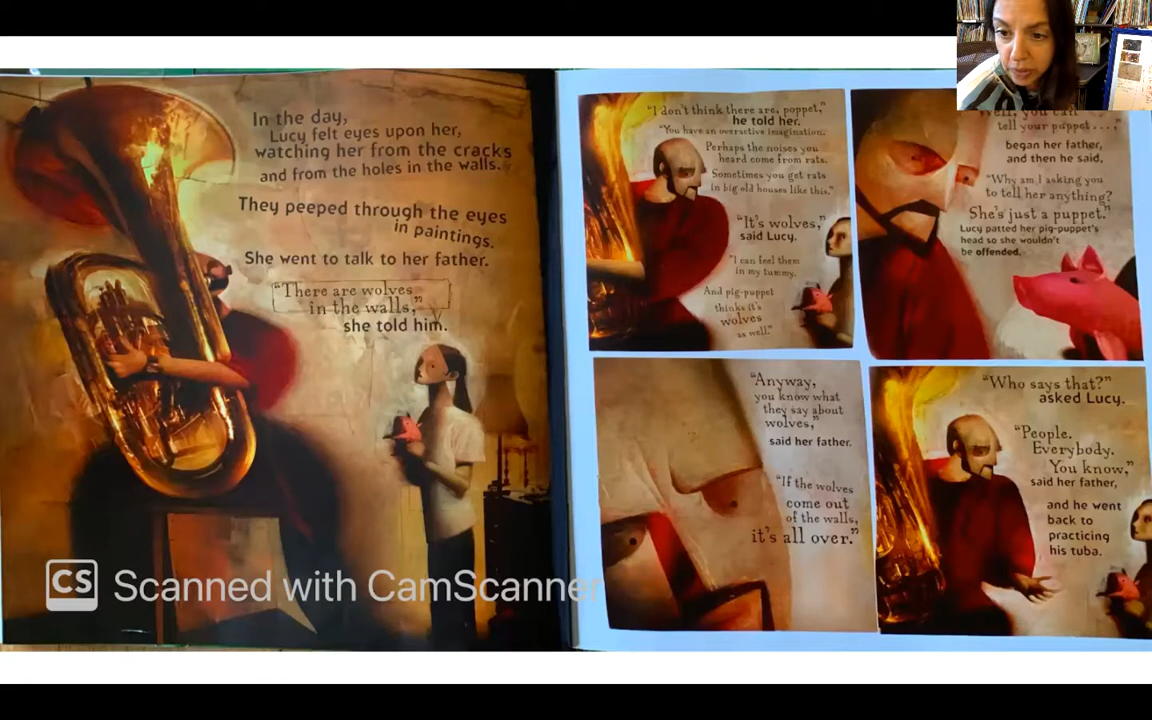 In the day,
Lucy felt eyes upon her,
watching her from the cracks
and from the holes in the walls.
They peeped through the eyes
in paintings.
She went to talk to her father.
“There are wolves
in the walls,”
she told him.
CS Scanned with CamScanner
“I don't think there are, poppet,”
he told her.
“You have an overactive imagination.
Perhaps the noises you
heard come from rats.
Sometimes you get rats
in big old houses like this.”
“It's wolves,”
said Lucy.
“I can feel them
in my tummy.
And pig-puppet
thinks it's
wolves
as well.”
“Well, you can
tell your puppet...,”
began her father,
and then he said,
“Why am I asking you
to tell her anything?
She's just a puppet.”
Lucy patted her pig-puppet's
head so she wouldn't
be offended.
“Anyway,
you know what
they say about
wolves,”
said her father.
“If the wolves
come out
of the walls,
it's all over.”
“Who says that?”
asked Lucy.
“People.
Everybody.
You know,”
said her father,
and he went
back to
practicing
his tuba.